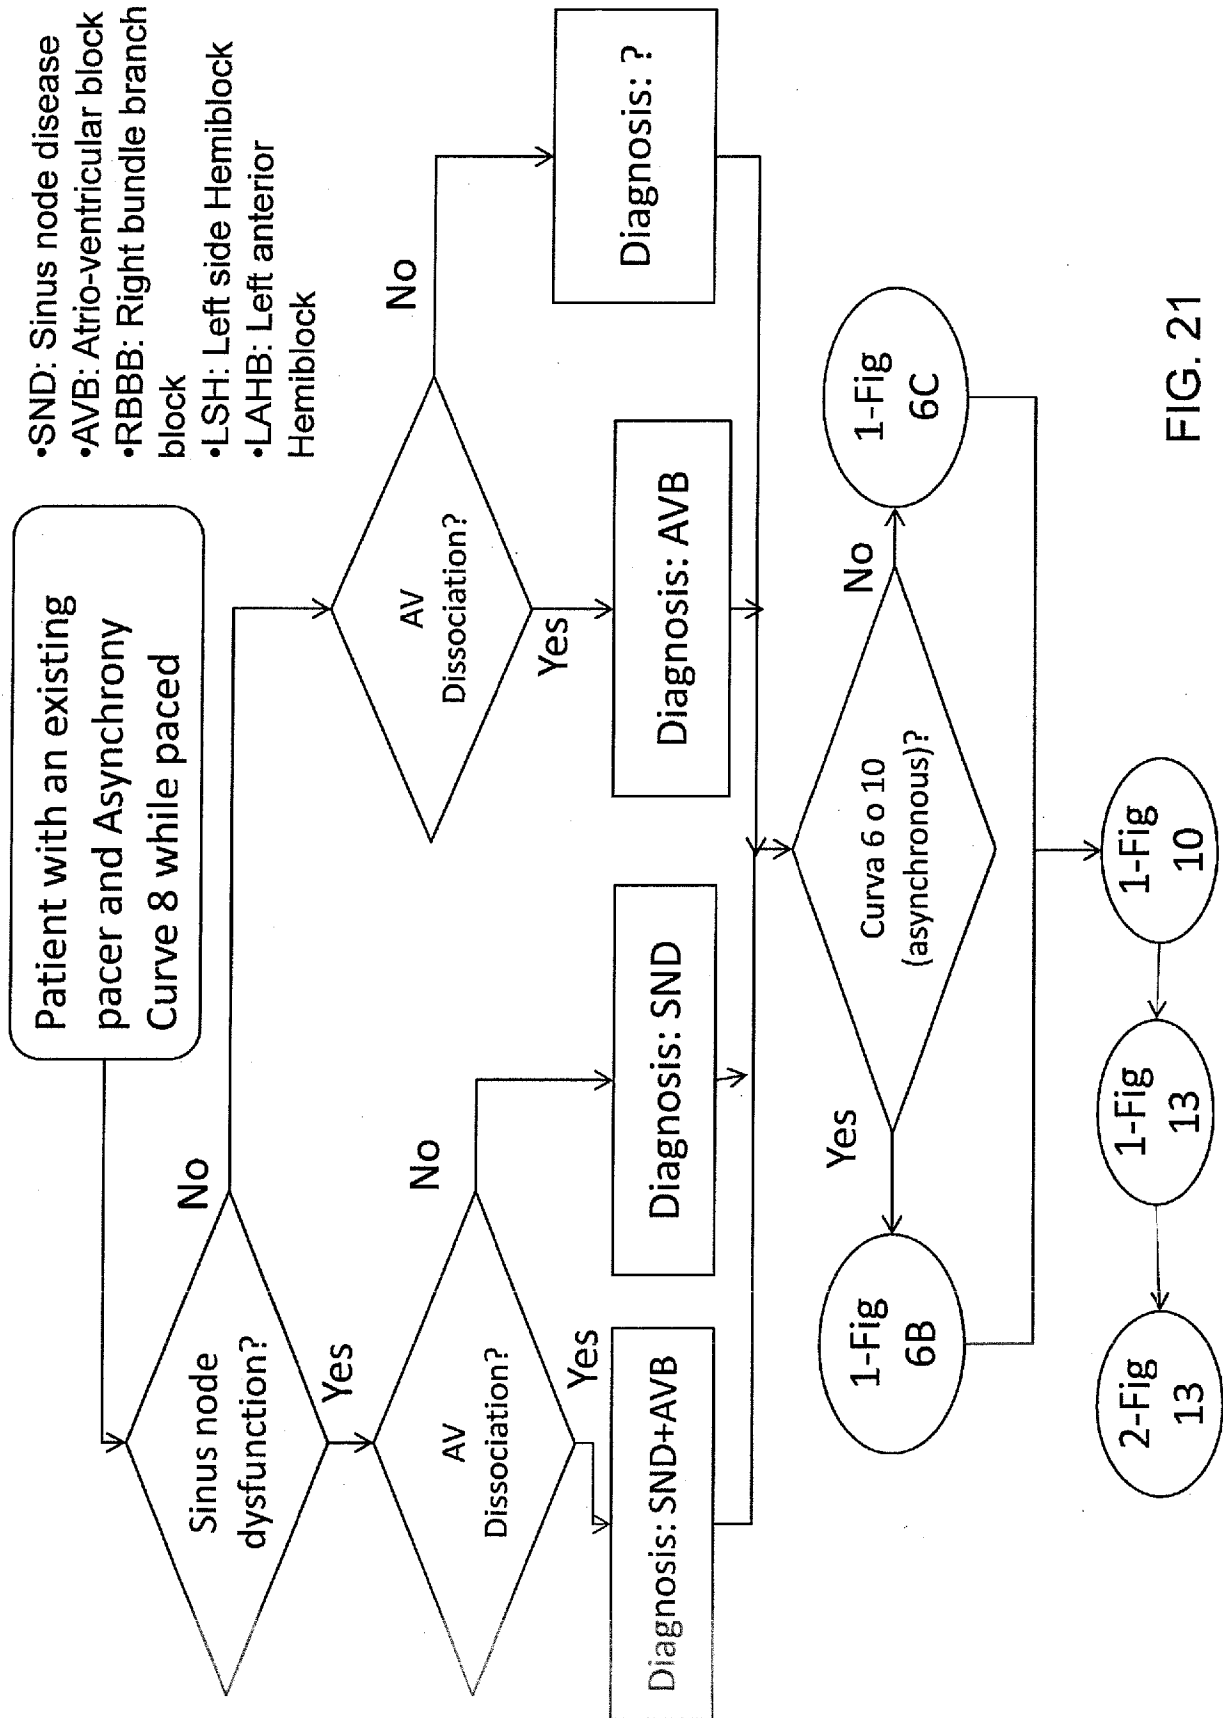 Patient with an existing
pacer and Asynchrony
Curve 8 while paced
•SND: Sinus node disease
•AVB: Atrio-ventricular block
•RBBB: Right bundle branch
block
•LSH: Left side Hemiblock
•LAHB: Left anterior
Hemiblock
Sinus node
dysfunction?
No
Yes
AV
Dissociation?
No
Yes
AV
Dissociation?
No
Yes
Diagnosis: SND+AVB
Diagnosis: SND
Diagnosis: AVB
Diagnosis: ?
Curva 6 o 10
(asynchronous)?
Yes
No
1-Fig
6B
1-Fig
6C
2-Fig
13
1-Fig
13
1-Fig
10
FIG. 21